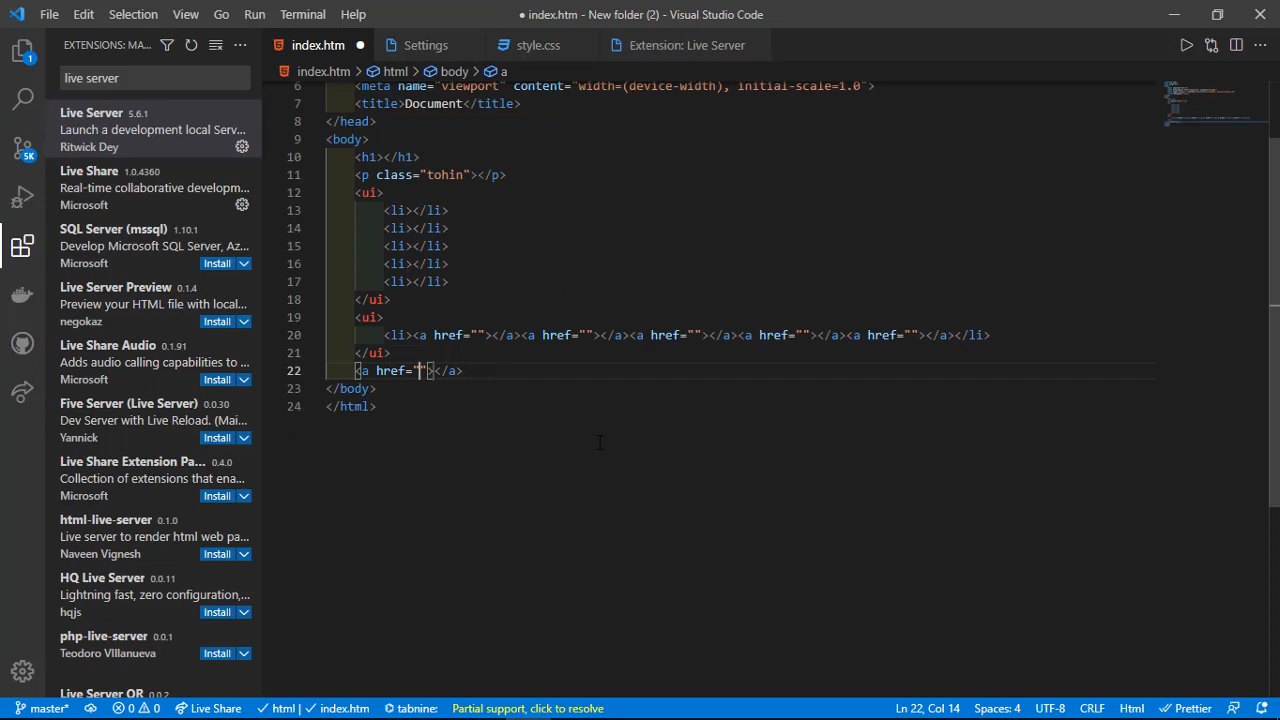 File Edit Selection View Go Run Terminal Help
● index.htm - New folder (2) - Visual Studio Code
EXTENSIONS: MA...
index.htm Settings style.css Extension: Live Server
live server
index.htm > html > body > a
1
5K
Live Server 5.6.1
Launch a development local Serv...
Ritwick Dey
Live Share 1.0.4360
Real-time collaborative developm...
Microsoft
SQL Server (mssql) 1.10.1
Develop Microsoft SQL Server, Az...
Microsoft Install
Live Server Preview 0.1.4
Preview your HTML file with local...
negokaz Install
Live Share Audio 0.1.91
Adds audio calling capabilities to ...
Microsoft Install
Five Server (Live Server) 0.0.30
Dev Server with Live Reload. (Mai...
Yannick Install
Live Share Extension Pa... 0.4.0
Collection of extensions that ena...
Microsoft Install
html-live-server 0.1.0
Live server to render html web pa...
Naveen Vignesh Install
HQ Live Server 0.0.11
Lightning fast, zero configuration,...
hqjs Install
php-live-server 0.0.1
Teodoro VIllanueva Install
Live Server OR 0.0.2
6 <meta name="viewport" content="width=(device-width), initial-scale=1.0">
7 <title>Document</title>
8 </head>
9 <body>
10 <h1></h1>
11 <p class="tohin"></p>
12 <ui>
13 <li></li>
14 <li></li>
15 <li></li>
16 <li></li>
17 <li></li>
18 </ui>
19 <ui>
20 <li><a href=""></a><a href=""></a><a href=""></a><a href=""></a><a href=""></a></li>
21 </ui>
22 <a href=""></a>
23 </body>
24 </html>
master* 0 0 Live Share html | index.htm tabnine: Partial support, click to resolve Ln 22, Col 14 Spaces: 4 UTF-8 CRLF Html Prettier